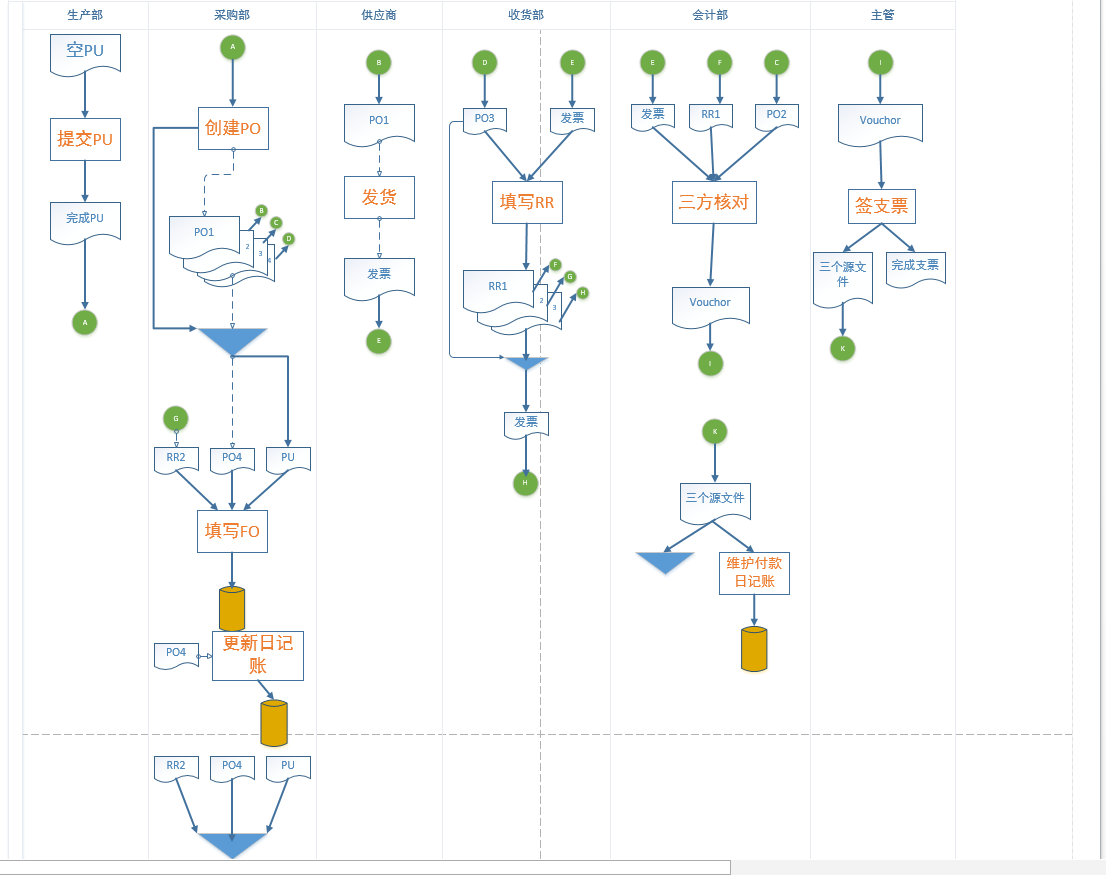 生产部
采购部
供应商
收货部
会计部
主管
空PU
提交PU
完成PU
A
A
创建PO
PO1
2
3
4
B
C
D
G
RR2
PO4
PU
填写FO
PO4
更新日记
账
RR2
PO4
PU
B
PO1
发货
发票
E
D
E
PO3
发票
填写RR
RR1
2
3
F
G
H
发票
H
E
F
C
发票
RR1
PO2
三方核对
Vouchor
I
K
三个源文件
维护付款
日记账
I
Vouchor
签支票
三个源文
件
完成支票
K